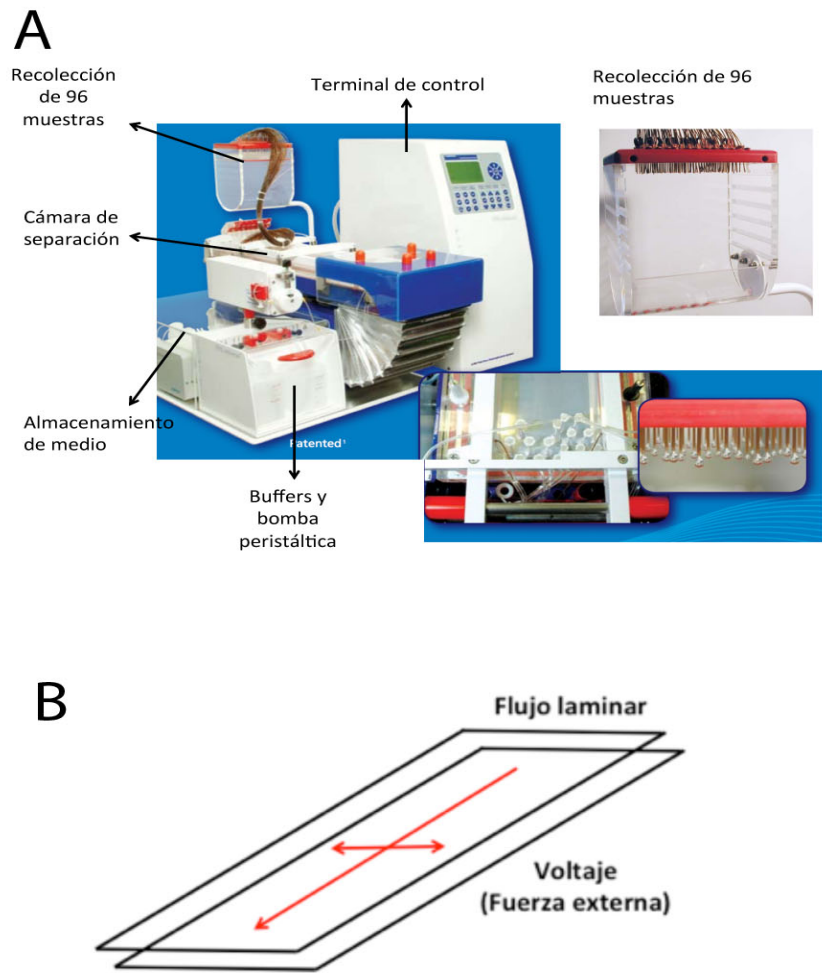 A
Recolección
de 96
muestras
Terminal de control
Recolección de 96
muestras
Cámara de
separación
Almacenamiento
de medio
Patented¹
Buffers y
bomba
peristáltica
B
Flujo laminar
Voltaje
(Fuerza externa)